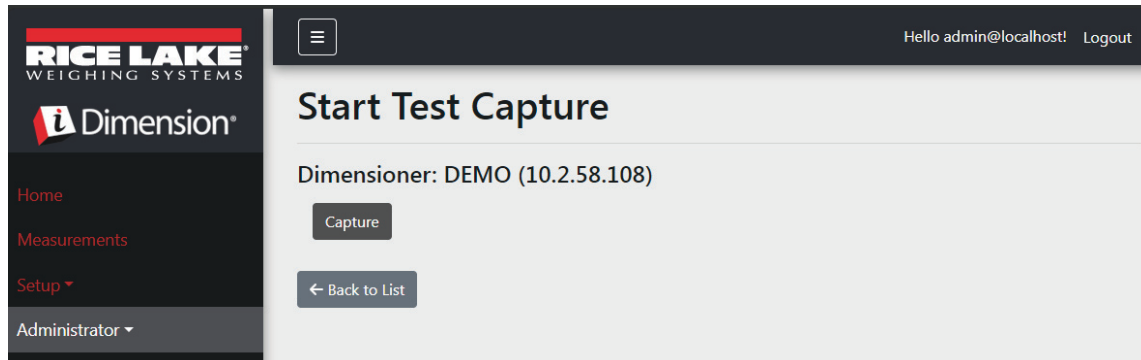 RICE LAKE®
WEIGHING SYSTEMS
i Dimension®
Home
Measurements
Setup
Administrator
Hello admin@localhost! Logout
Start Test Capture
Dimensioner: DEMO (10.2.58.108)
Capture
← Back to List